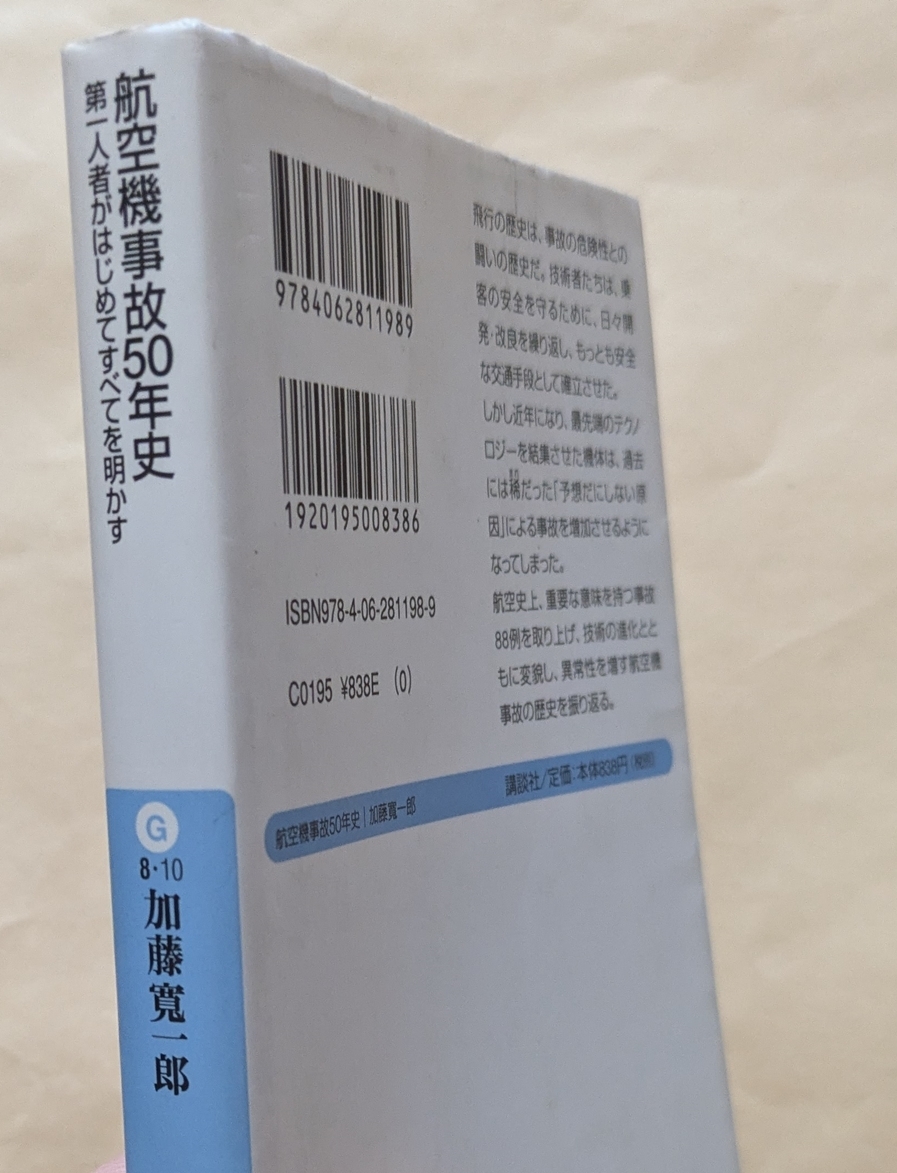 航空機事故50年史
第一人者がはじめてすべてを明かす
G
8・10
加藤寛一郎
9784062811989
1920195008386
ISBN978-4-06-281198-9
C0195 ¥838E (0)
飛行の歴史は、事故の危険性との
闘いの歴史だ。技術者たちは、乗
客の安全を守るために、日々開
発・改良を繰り返し、もっとも安全
な交通手段として確立させた。
しかし近年になり、最先端のテクノ
ロジーを結集させた機体は、過去
には稀だった「予想だにしない原
因」による事故を増加させるように
なってしまった。
航空史上、重要な意味を持つ事故
88例を取り上げ、技術の進化とと
もに変貌し、異常性を増す航空機
事故の歴史を振り返る。
航空機事故50年史|加藤寛一郎
講談社/定価:本体838円(税別)